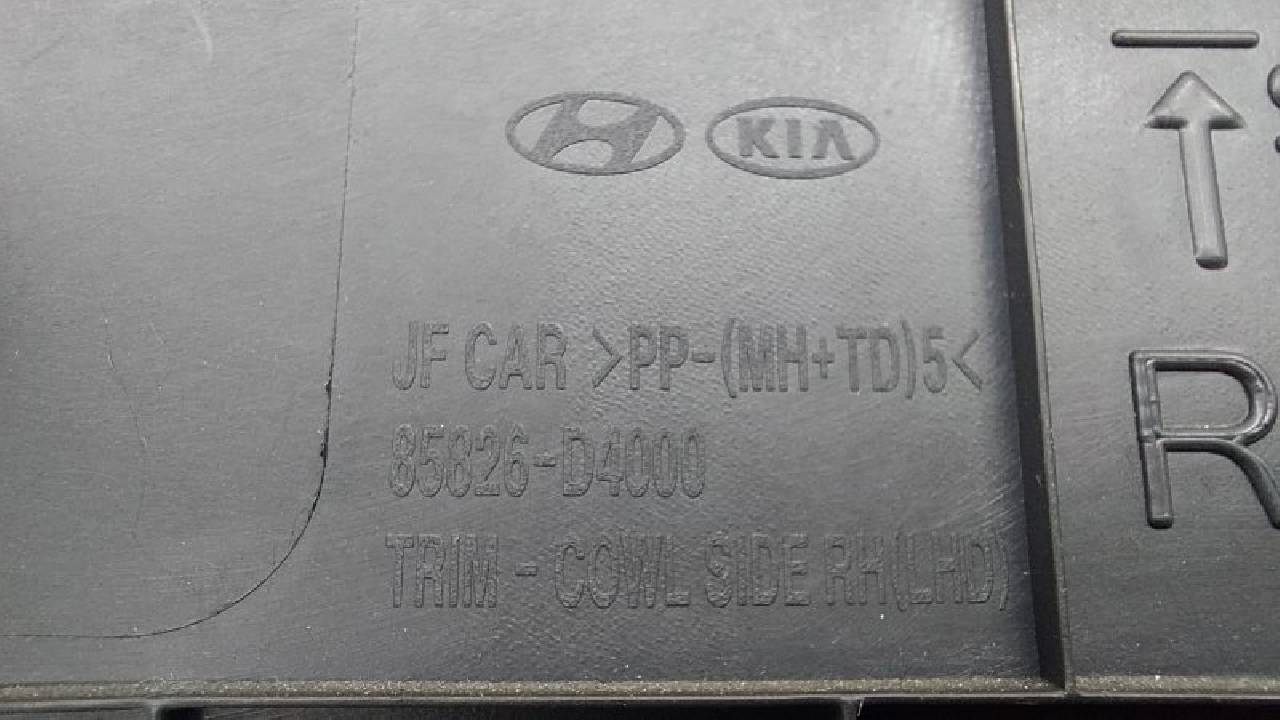 KIA
JF CAR >PP-(MH+TD)5<
85826-D4000
TRIM - COWL SIDE RH(LHD)
R